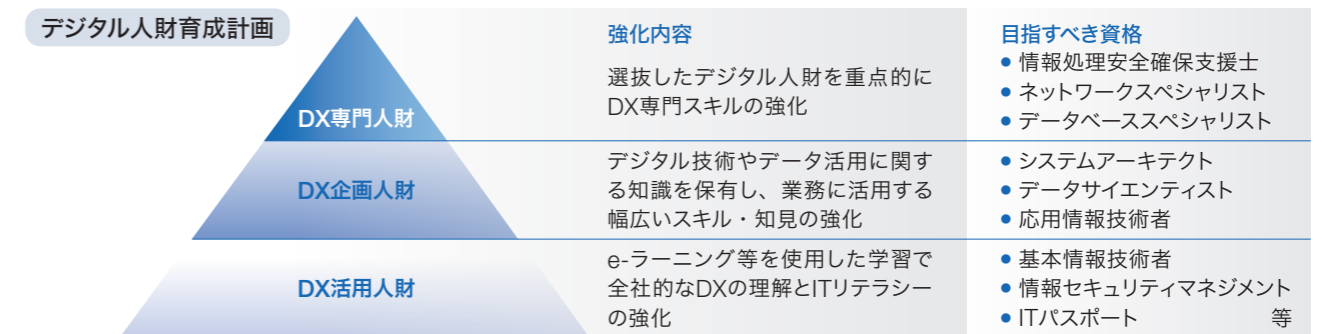 デジタル人財育成計画
強化内容
目指すべき資格
DX専門人財
選抜したデジタル人財を重点的に
DX専門スキルの強化
● 情報処理安全確保支援士
● ネットワークスペシャリスト
● データベーススペシャリスト
DX企画人財
デジタル技術やデータ活用に関す
る知識を保有し、業務に活用する
幅広いスキル・知見の強化
● システムアーキテクト
● データサイエンティスト
● 応用情報技術者
DX活用人財
e-ラーニング等を使用した学習で
全社的なDXの理解とITリテラシー
の強化
● 基本情報技術者
● 情報セキュリティマネジメント
● ITパスポート 等